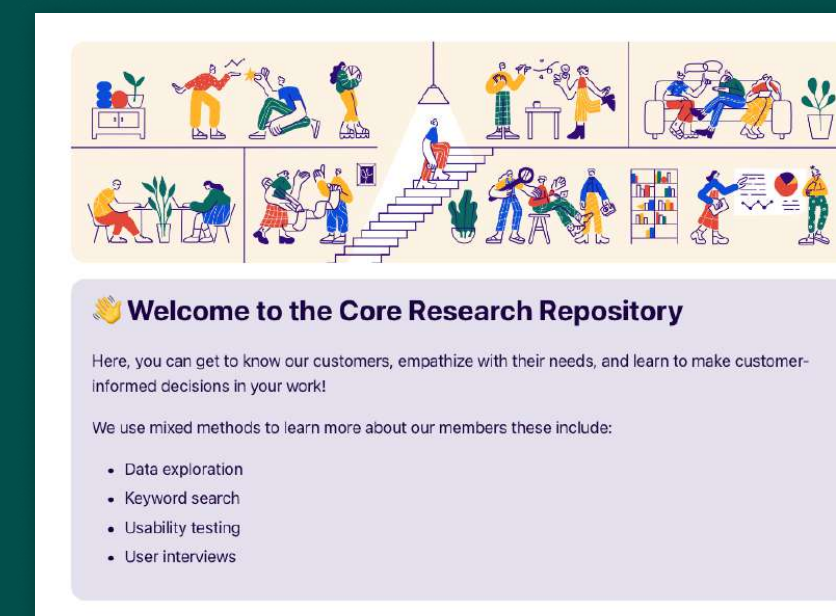 👋 Welcome to the Core Research Repository
Here, you can get to know our customers, empathize with their needs, and learn to make customer-
informed decisions in your work!
We use mixed methods to learn more about our members these include:
• Data exploration
• Keyword search
• Usability testing
• User interviews